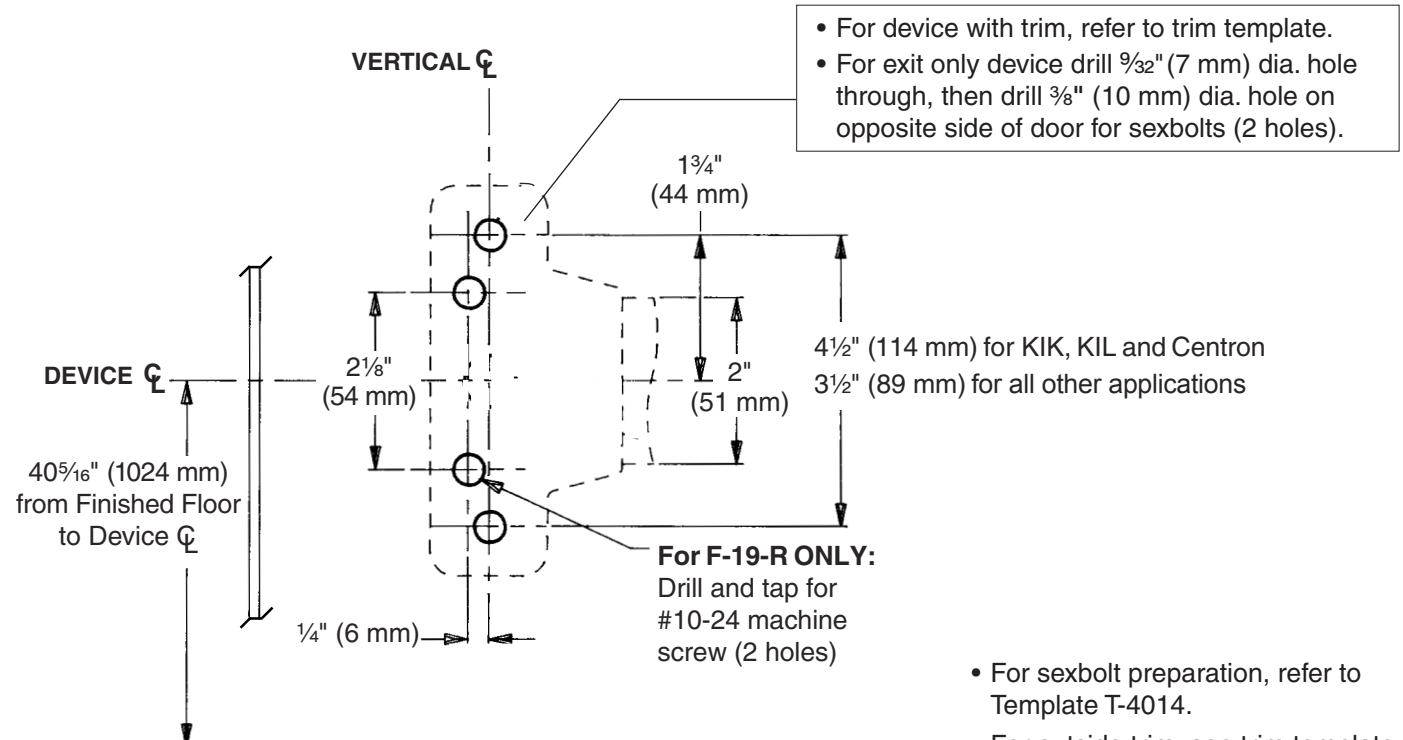 • For device with trim, refer to trim template.
• For exit only device drill 9⁄32" (7 mm) dia. hole
through, then drill ⅜" (10 mm) dia. hole on
opposite side of door for sexbolts (2 holes).
VERTICAL ℄
1¾"
(44 mm)
2⅛"
(54 mm)
2"
(51 mm)
4½" (114 mm) for KIK, KIL and Centron
3½" (89 mm) for all other applications
DEVICE ℄
40 5⁄16" (1024 mm)
from Finished Floor
to Device ℄
¼" (6 mm)
For F-19-R ONLY:
Drill and tap for
#10-24 machine
screw (2 holes)
• For sexbolt preparation, refer to
Template T-4014.